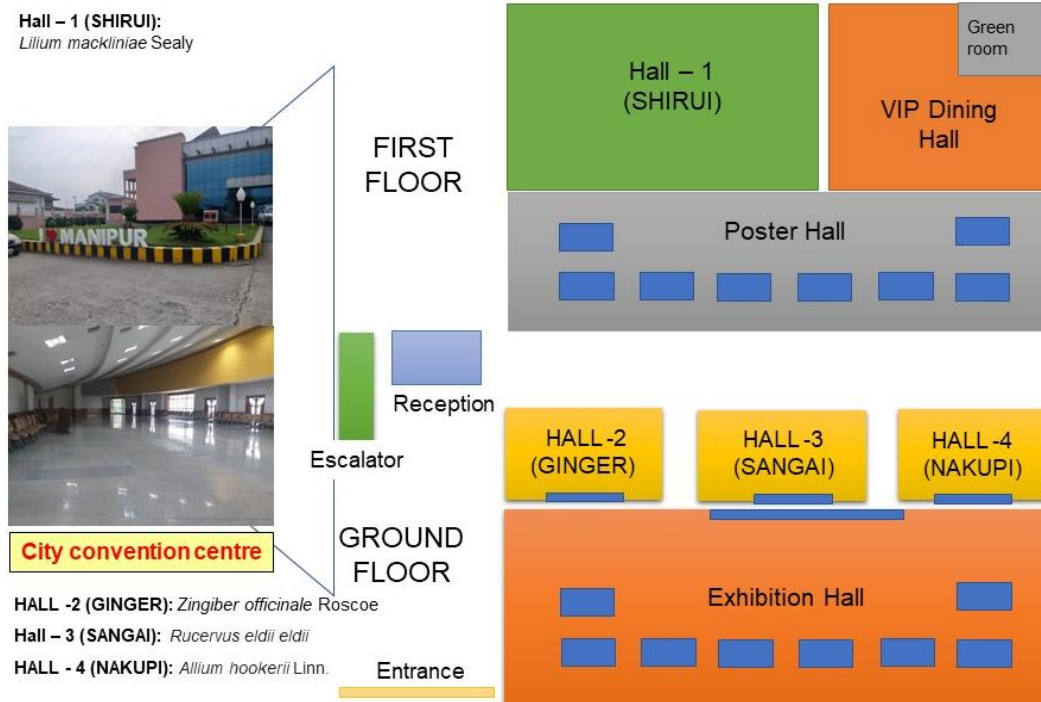 Hall – 1 (SHIRUI):
Lilium mackliniae Sealy
I MANIPUR
City convention centre
HALL -2 (GINGER): Zingiber officinale Roscoe
Hall – 3 (SANGAI): Rucervus eldii eldii
HALL - 4 (NAKUPI): Allium hookerii Linn.
FIRST
FLOOR
Hall – 1
(SHIRUI)
Green
room
VIP Dining
Hall
Poster Hall
Reception
Escalator
GROUND
FLOOR
HALL -2
(GINGER)
HALL -3
(SANGAI)
HALL -4
(NAKUPI)
Exhibition Hall
Entrance